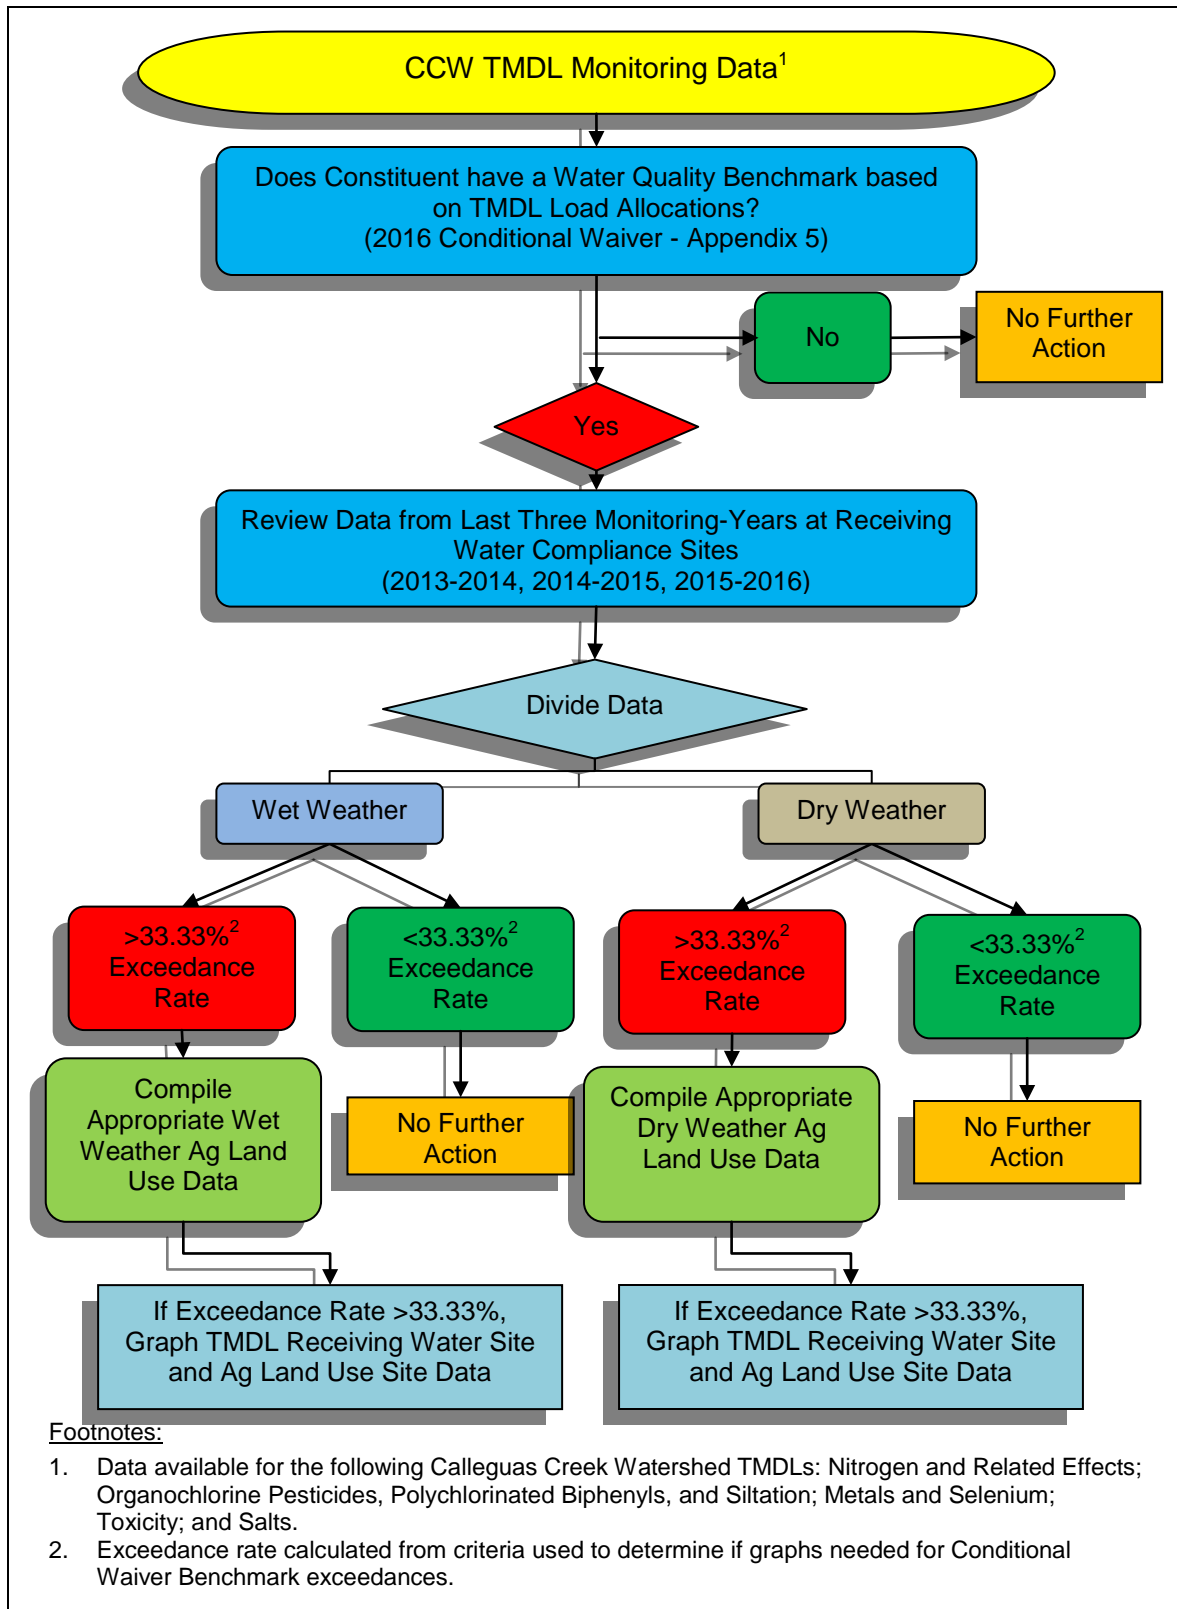 CCW TMDL Monitoring Data1
Does Constituent have a Water Quality Benchmark based
on TMDL Load Allocations?
(2016 Conditional Waiver - Appendix 5)
No
No Further
Action
Yes
Review Data from Last Three Monitoring-Years at Receiving
Water Compliance Sites
(2013-2014, 2014-2015, 2015-2016)
Divide Data
Wet Weather
Dry Weather
>33.33%2
Exceedance
Rate
<33.33%2
Exceedance
Rate
>33.33%2
Exceedance
Rate
<33.33%2
Exceedance
Rate
Compile
Appropriate Wet
Weather Ag Land
Use Data
No Further
Action
Compile Appropriate
Dry Weather Ag
Land Use Data
No Further
Action
If Exceedance Rate >33.33%,
Graph TMDL Receiving Water Site
and Ag Land Use Site Data
If Exceedance Rate >33.33%,
Graph TMDL Receiving Water Site
and Ag Land Use Site Data
Footnotes:
1. Data available for the following Calleguas Creek Watershed TMDLs: Nitrogen and Related Effects;
Organochlorine Pesticides, Polychlorinated Biphenyls, and Siltation; Metals and Selenium;
Toxicity; and Salts.
2. Exceedance rate calculated from criteria used to determine if graphs needed for Conditional
Waiver Benchmark exceedances.